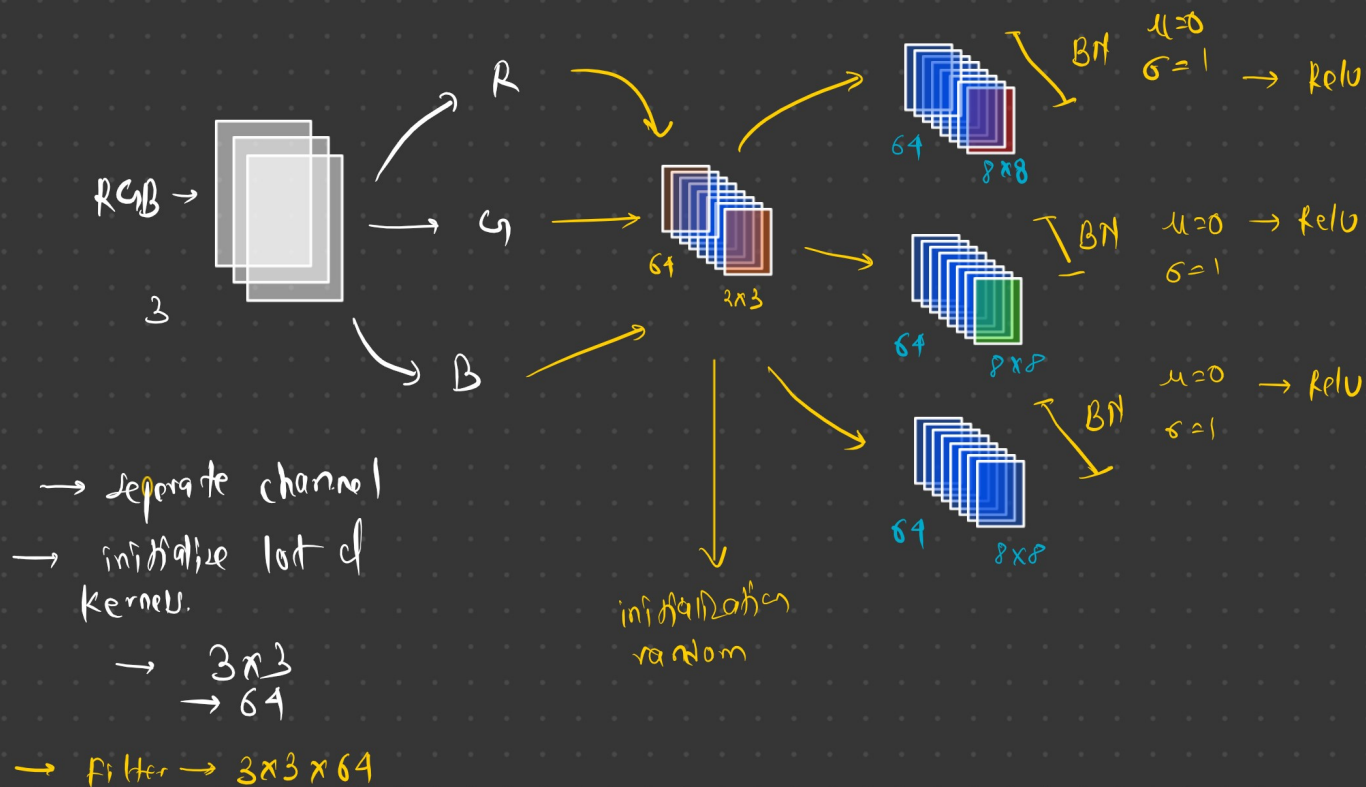 RGB →
3
R
G
B
64
3x3
64
8x8
BN
μ=0
σ=1
→ Relu
64
8x8
BN
μ=0
σ=1
→ Relu
64
8x8
BN
μ=0
σ=1
→ Relu
initialization
random
→ seperate channel
→ initialize lot of
kernels.
→ 3x3
→ 64
→ Filter → 3x3x64